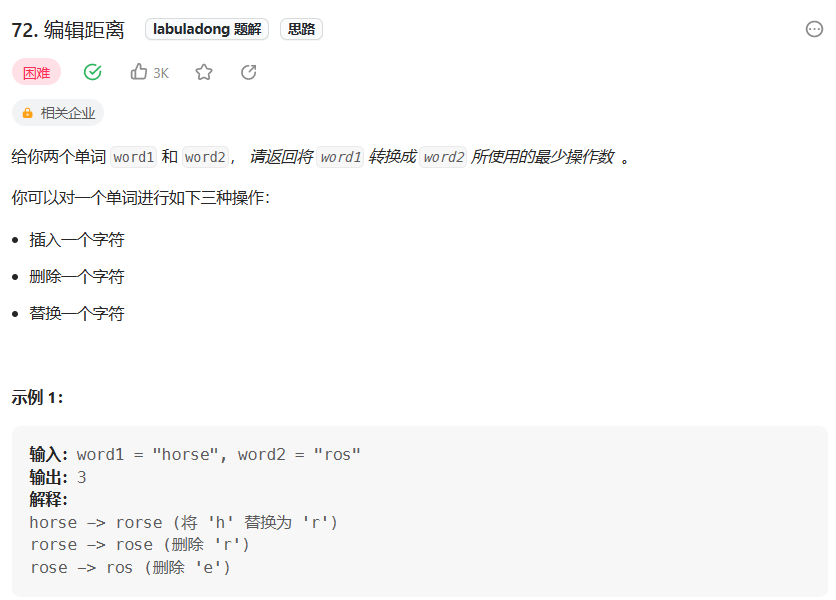 72. 编辑距离 labuladong 题解 思路
困难 3K
相关企业
给你两个单词 word1 和 word2， 请返回将 word1 转换成 word2 所使用的最少操作数 。
你可以对一个单词进行如下三种操作：
• 插入一个字符
• 删除一个字符
• 替换一个字符
示例 1：
输入：word1 = "horse", word2 = "ros"
输出：3
解释：
horse -> rorse (将 'h' 替换为 'r')
rorse -> rose (删除 'r')
rose -> ros (删除 'e')